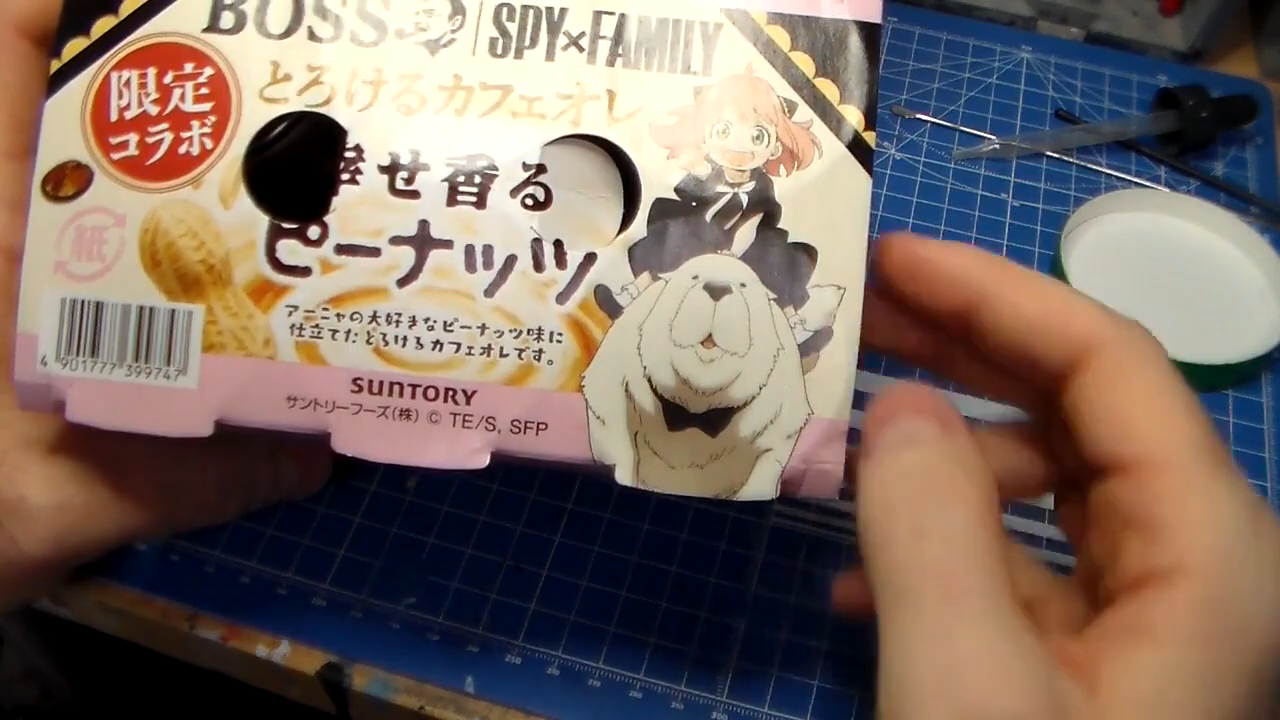 BOSS
SPY×FAMILY
限定
コラボ
とろけるカフェオレ
幸せ香る
ピーナッツ
アーニャの大好きなピーナッツ味に
仕立てたとろけるカフェオレです。
4 901777 399747
SUNTORY
サントリーフーズ(株) © TE/S, SFP